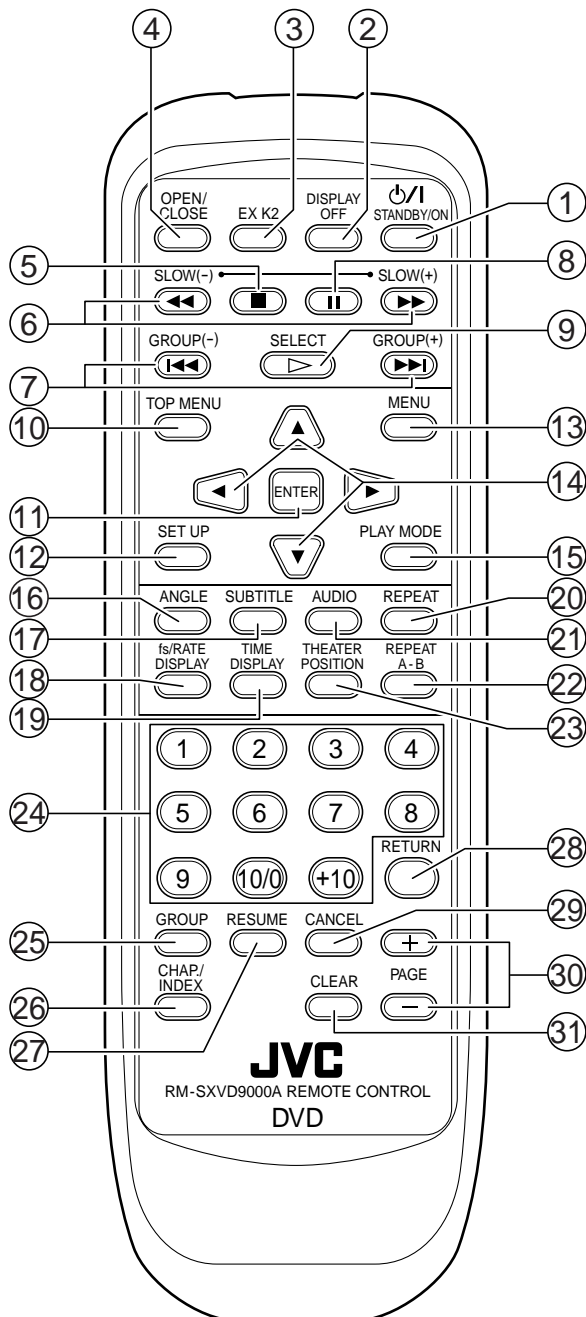 4 3 2
OPEN/
CLOSE EX K2 DISPLAY
OFF ⏻/I
STANDBY/ON 1
5 SLOW(−) SLOW(+) 8
6 9
GROUP(−) SELECT GROUP(+)
7
TOP MENU MENU
10 13
ENTER 14
11
SET UP PLAY MODE
12 15
ANGLE SUBTITLE AUDIO REPEAT
16 20
17 21
fs/RATE
DISPLAY TIME
DISPLAY THEATER
POSITION REPEAT
A-B
18 22
19 23
1 2 3 4
24 5 6 7 8
RETURN
9 10/0 +10 28
GROUP RESUME CANCEL 29
25 + 30
CHAP./
INDEX CLEAR PAGE
26 −
27 31
JVC
RM-SXVD9000A REMOTE CONTROL
DVD